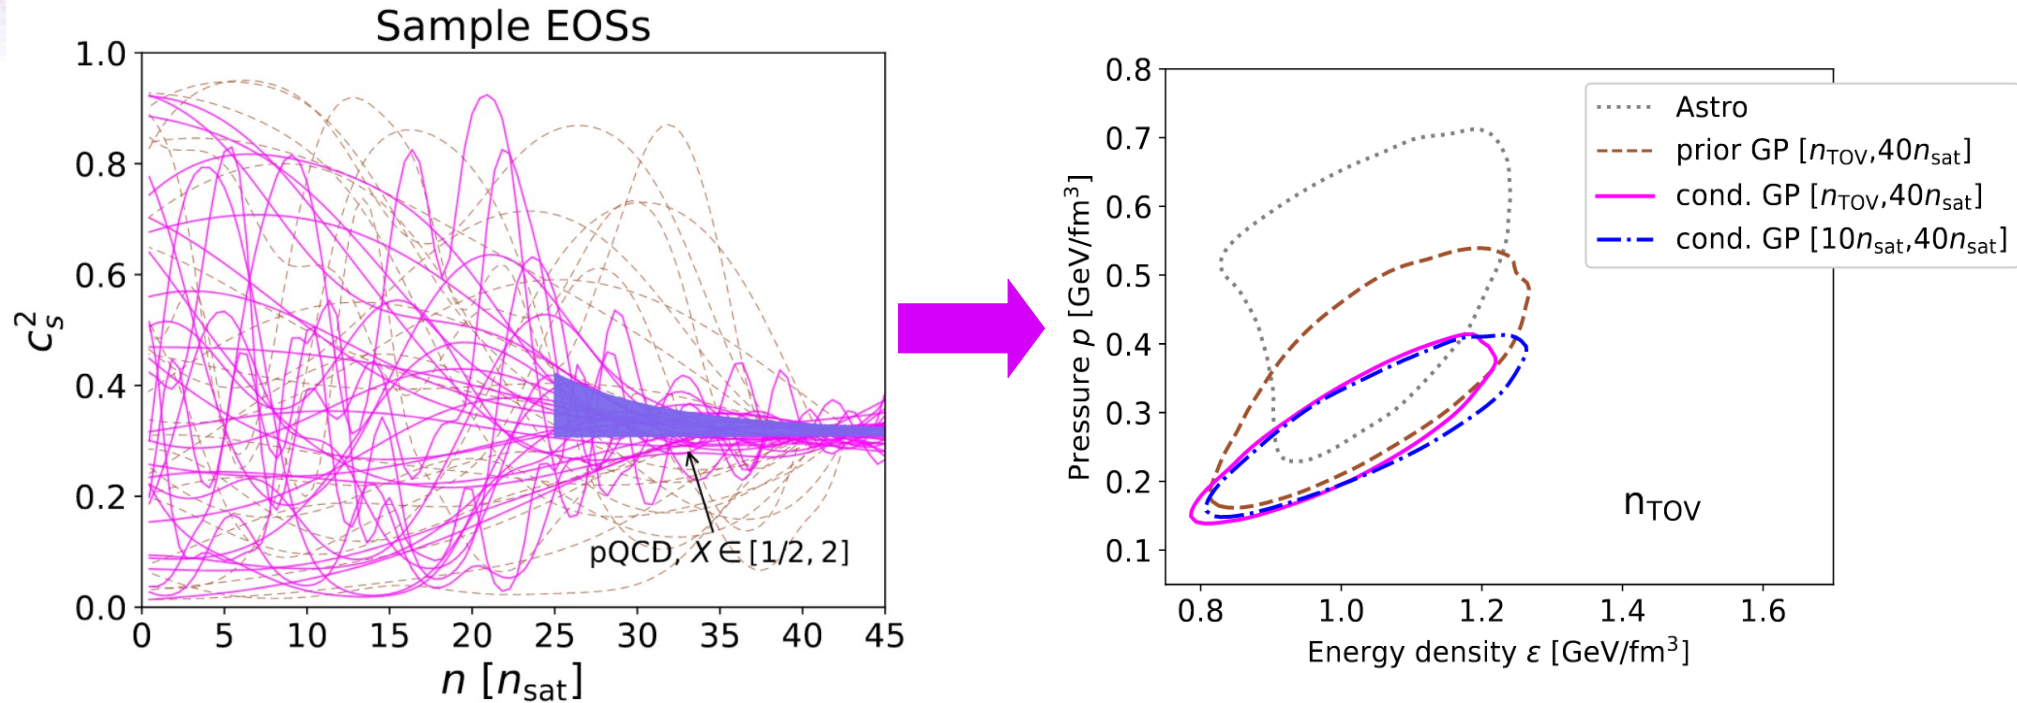 Sample EOSs
1.0
0.8
0.6
0.4
0.2
0.0
c_s^2
pQCD, X ∈ [1/2, 2]
0 5 10 15 20 25 30 35 40 45
n [n_sat]
0.8
0.7
0.6
0.5
0.4
0.3
0.2
0.1
Pressure p [GeV/fm³]
Astro
prior GP [n_TOV,40n_sat]
cond. GP [n_TOV,40n_sat]
cond. GP [10n_sat,40n_sat]
n_TOV
0.8 1.0 1.2 1.4 1.6
Energy density ε [GeV/fm³]